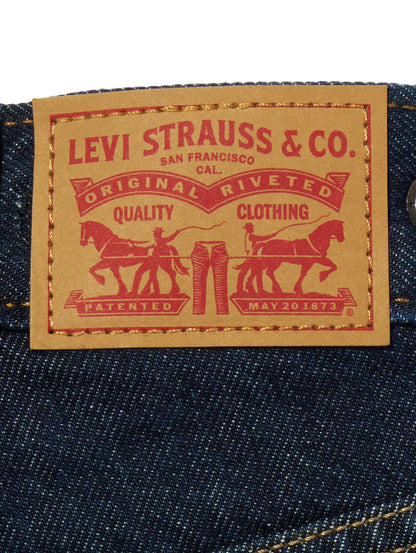 LEVI STRAUSS & CO.
SAN FRANCISCO
CAL.
ORIGINAL RIVETED
QUALITY CLOTHING
PATENTED MAY 20 1873
®